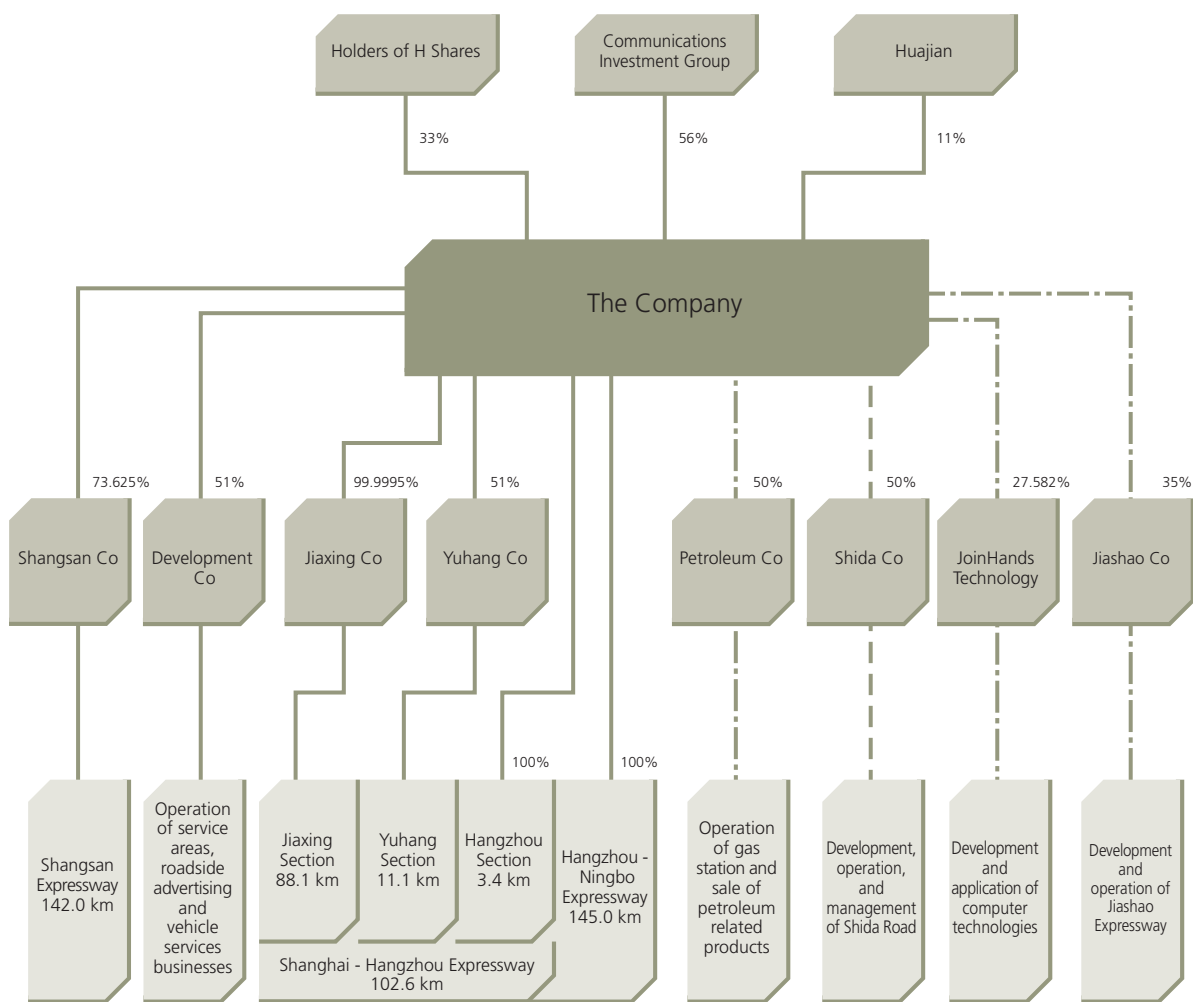 Holders of H Shares
Communications
Investment Group
Huajian
33%
56%
11%
The Company
73.625%
51%
99.9995%
51%
50%
50%
27.582%
35%
Shangsan Co
Development
Co
Jiaxing Co
Yuhang Co
Petroleum Co
Shida Co
JoinHands
Technology
Jiashao Co
100%
100%
Shangsan
Expressway
142.0 km
Operation
of service
areas,
roadside
advertising
and
vehicle
services
businesses
Jiaxing
Section
88.1 km
Yuhang
Section
11.1 km
Hangzhou
Section
3.4 km
Shanghai - Hangzhou Expressway
102.6 km
Hangzhou -
Ningbo
Expressway
145.0 km
Operation
of gas
station and
sale of
petroleum
related
products
Development,
operation,
and
management
of Shida Road
Development
and
application of
computer
technologies
Development
and
operation of
Jiashao
Expressway